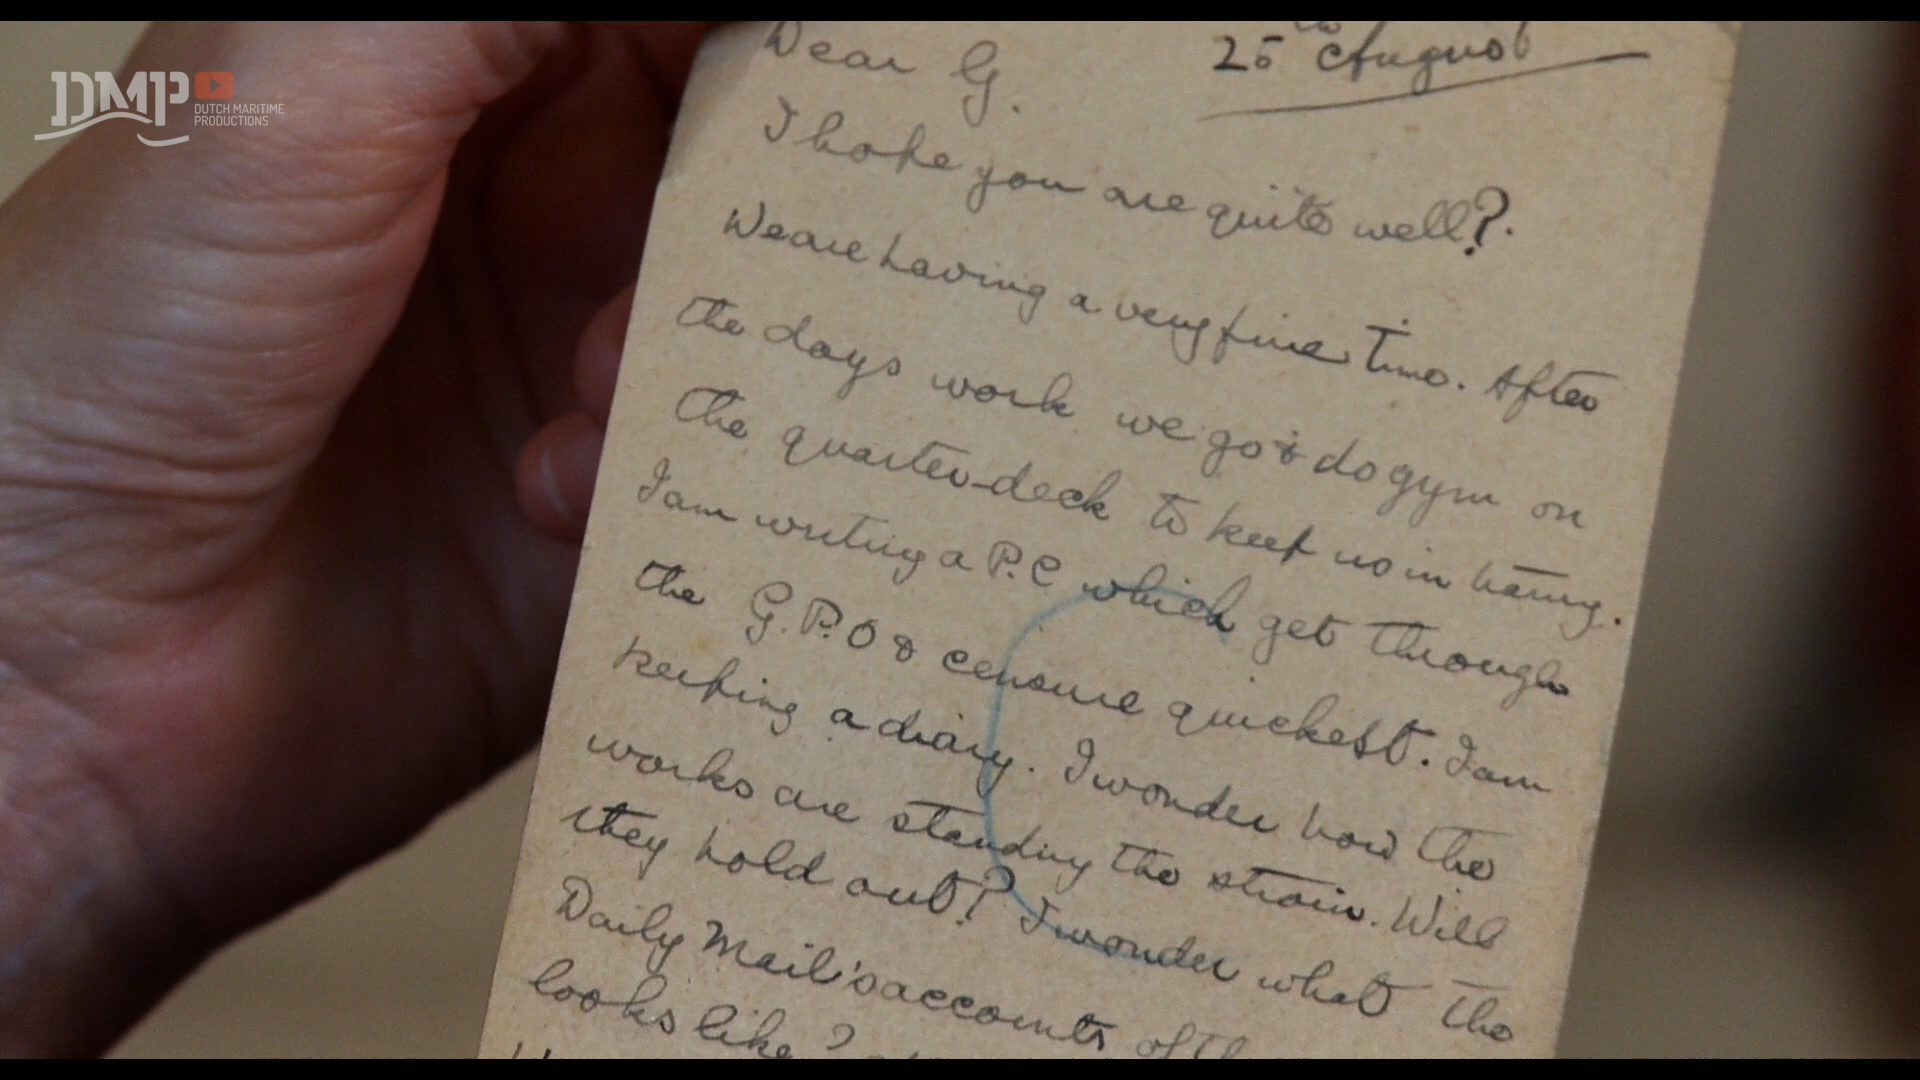 DMP
DUTCH MARITIME
PRODUCTIONS
Dear G.
25th August
I hope you are quite well?.
We are having a very fine time. After
the days work we go & do gym on
the quarter-deck to keep us in training.
I am writing a P.C which get through
the G.P.O & censure quickest. I am
keeping a diary. I wonder how the
works are standing the strain. Will
they hold out? I wonder what the
Daily Mail's accounts of
looks like?